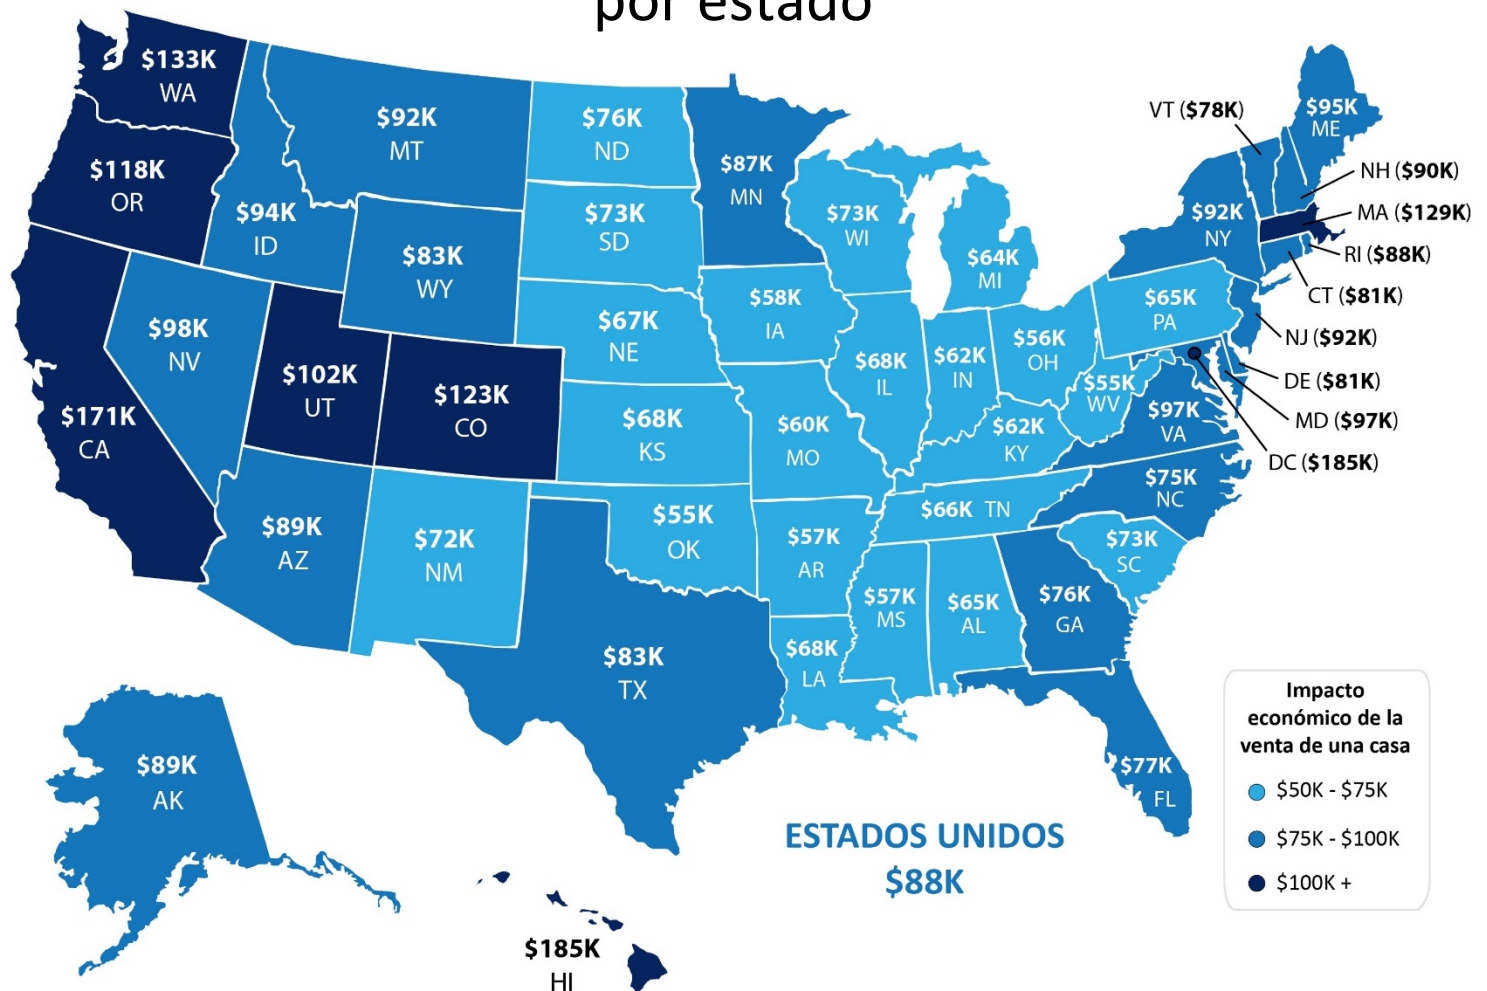 por estado
$133K
WA
$118K
OR
$171K
CA
$98K
NV
$94K
ID
$92K
MT
$83K
WY
$102K
UT
$123K
CO
$89K
AZ
$72K
NM
$76K
ND
$73K
SD
$67K
NE
$68K
KS
$55K
OK
$83K
TX
$87K
MN
$58K
IA
$60K
MO
$57K
AR
$68K
LA
$73K
WI
$68K
IL
$64K
MI
$62K
IN
$56K
OH
$62K
KY
$66K TN
$57K
MS
$65K
AL
$76K
GA
$77K
FL
$73K
SC
$75K
NC
$97K
VA
$55K
WV
$65K
PA
$92K
NY
$95K
ME
VT ($78K)
NH ($90K)
MA ($129K)
RI ($88K)
CT ($81K)
NJ ($92K)
DE ($81K)
MD ($97K)
DC ($185K)
$89K
AK
$185K
HI
ESTADOS UNIDOS
$88K
Impacto
económico de la
venta de una casa
$50K - $75K
$75K - $100K
$100K +